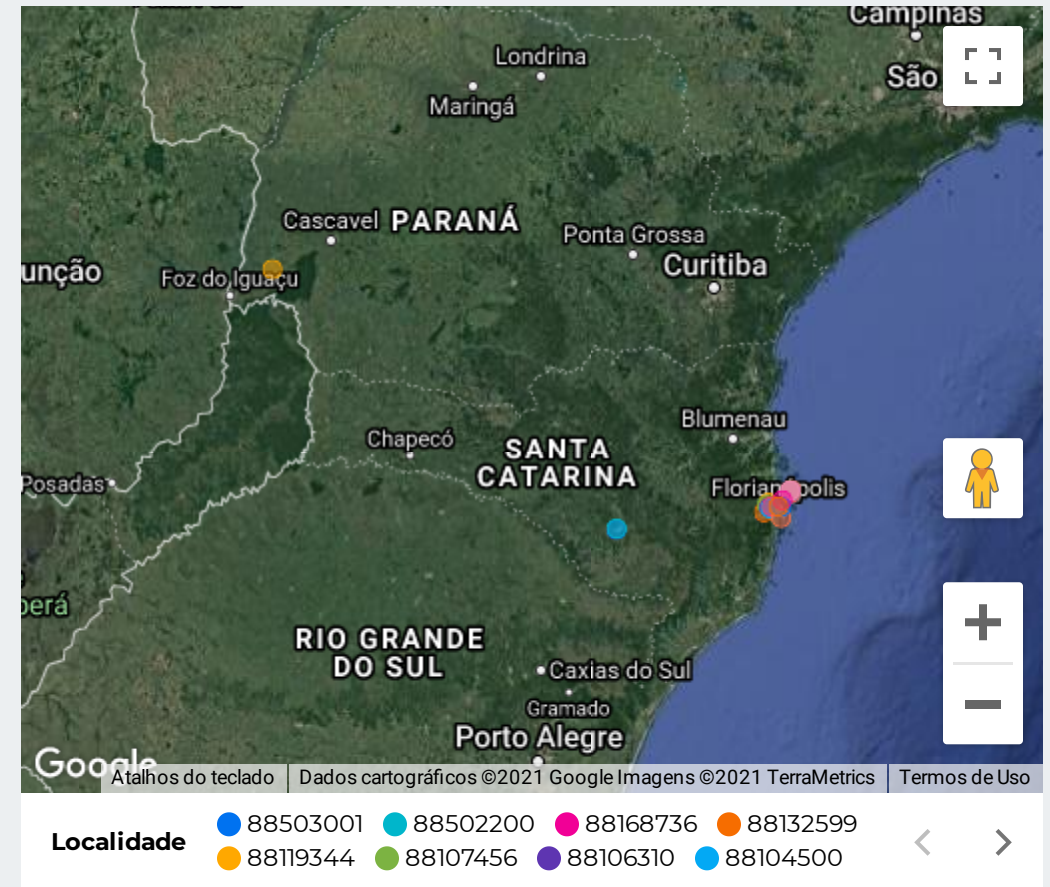 Campinas
Londrina
São
Maringá
Cascavel PARANÁ
Ponta Grossa
Curitiba
unção
Foz do Iguaçu
Blumenau
Chapecó
SANTA
CATARINA
Posadas
Florianópolis
berá
RIO GRANDE
DO SUL
Caxias do Sul
Gramado
Porto Alegre
Google
Atalhos do teclado Dados cartográficos ©2021 Google Imagens ©2021 TerraMetrics Termos de Uso
Localidade
88503001 88502200 88168736 88132599
88119344 88107456 88106310 88104500